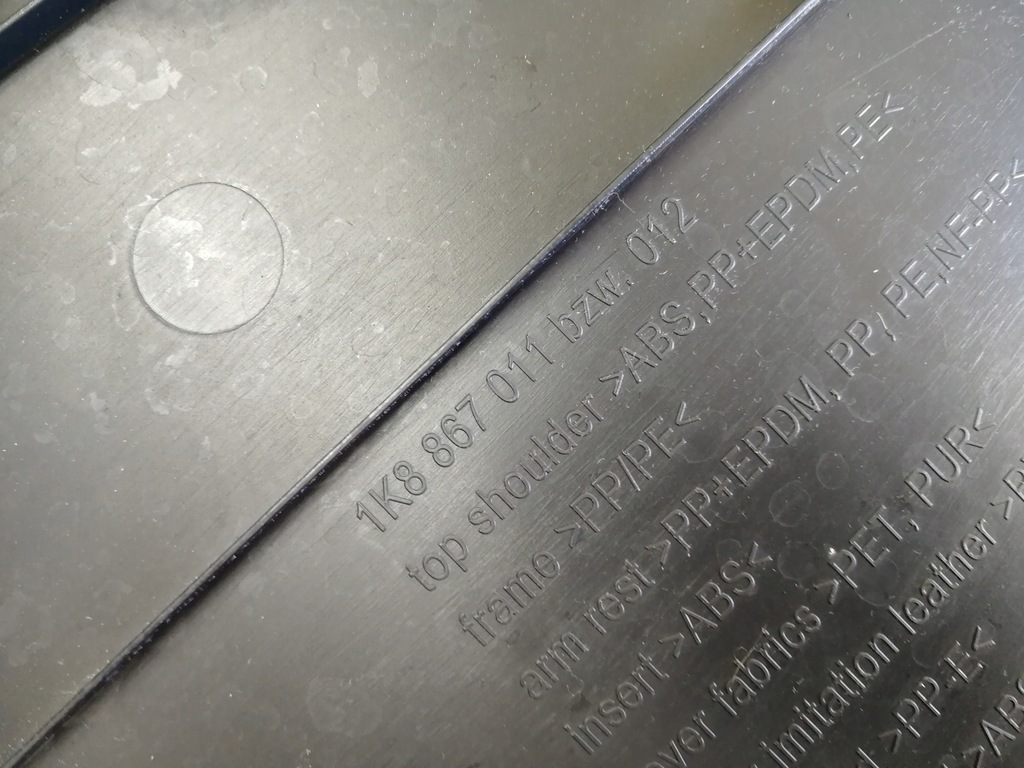 1K8 867 011 bzw. 012
top shoulder >ABS,PP+EPDM,PE<
frame >PP/PE<
arm rest >PP+EPDM, PP/ PE,NF-PP<
insert >ABS<
fabrics >PET, PUR<
imitation leather
>PP-E<